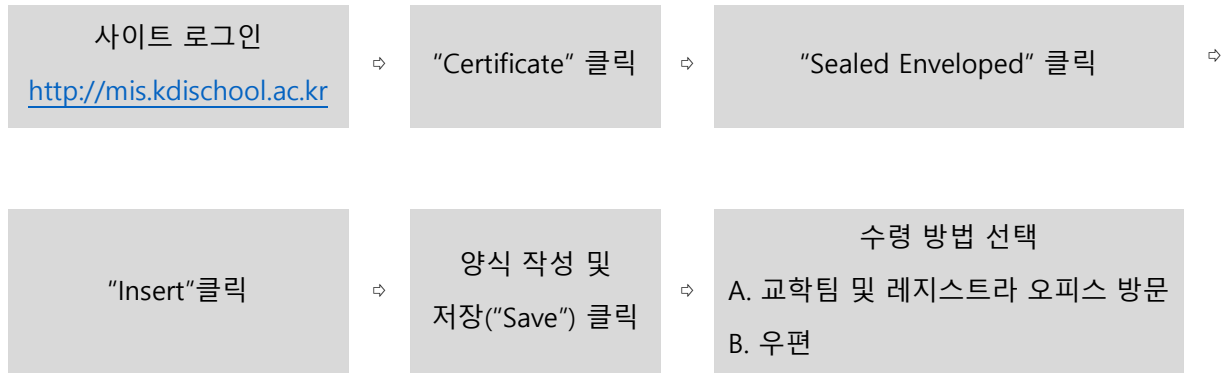 사이트 로그인
http://mis.kdischool.ac.kr
⇨
"Certificate" 클릭
⇨
"Sealed Enveloped" 클릭
⇨
"Insert"클릭
⇨
양식 작성 및
저장("Save") 클릭
⇨
수령 방법 선택
A. 교학팀 및 레지스트라 오피스 방문
B. 우편